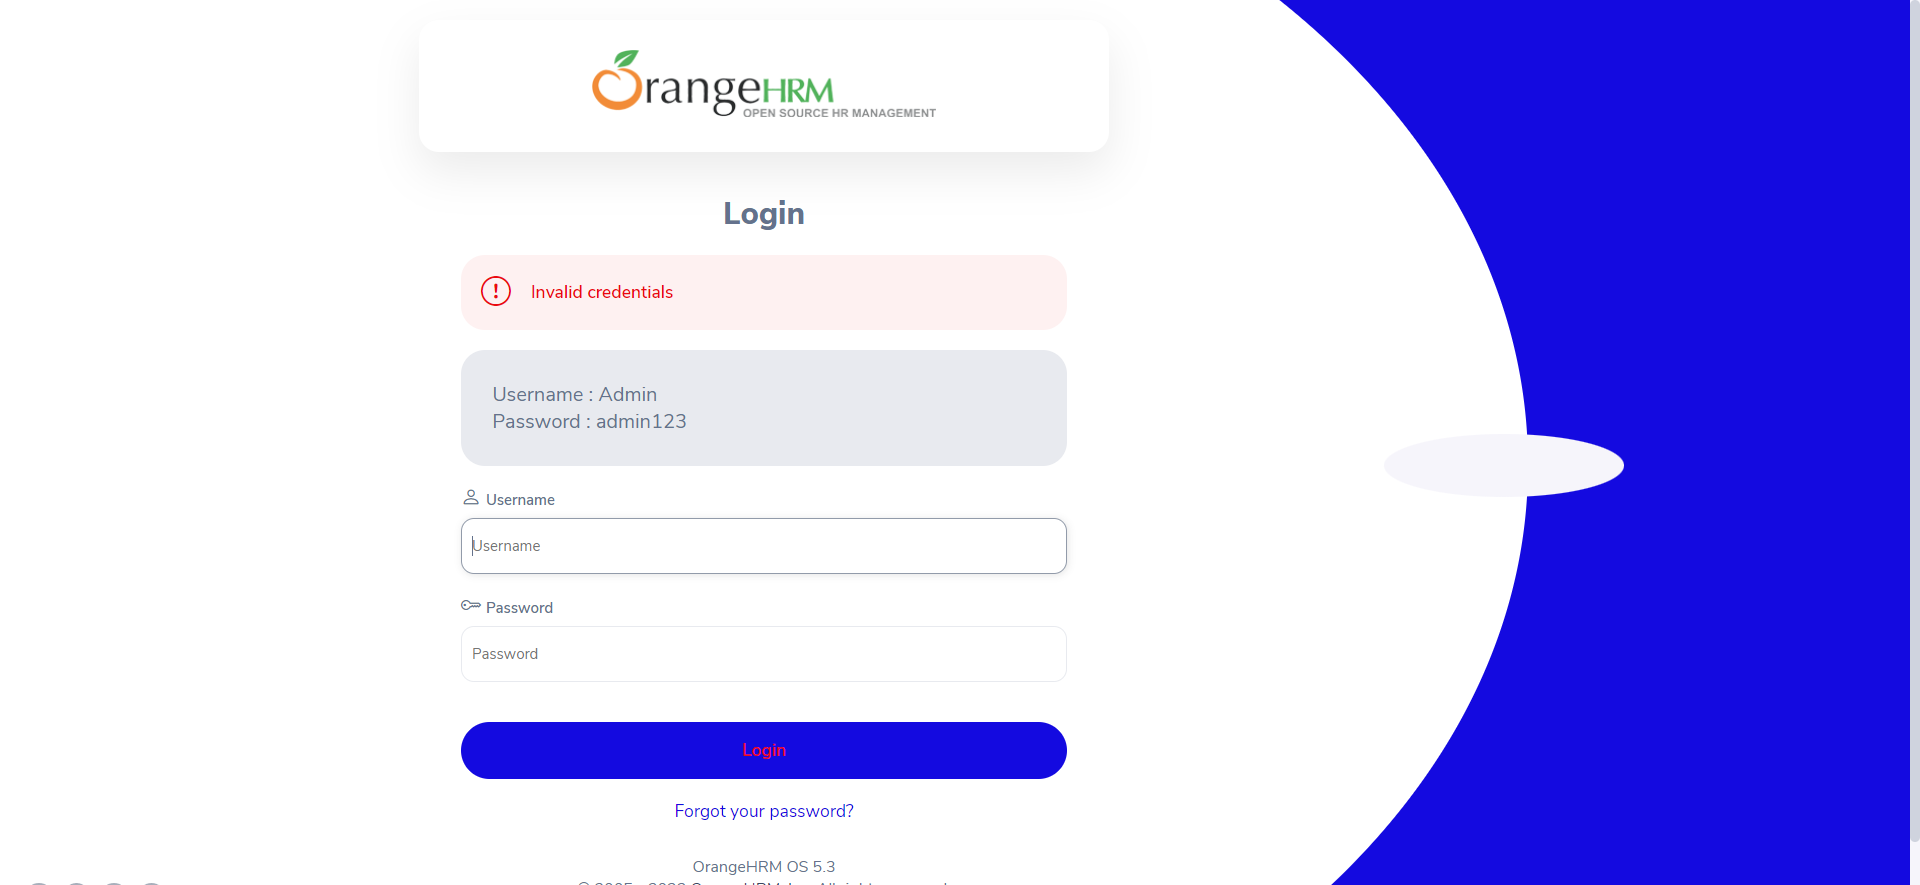 OrangeHRM
OPEN SOURCE HR MANAGEMENT
Login
Invalid credentials
Username : Admin
Password : admin123
Username
Username
Password
Password
Login
Forgot your password?
OrangeHRM OS 5.3